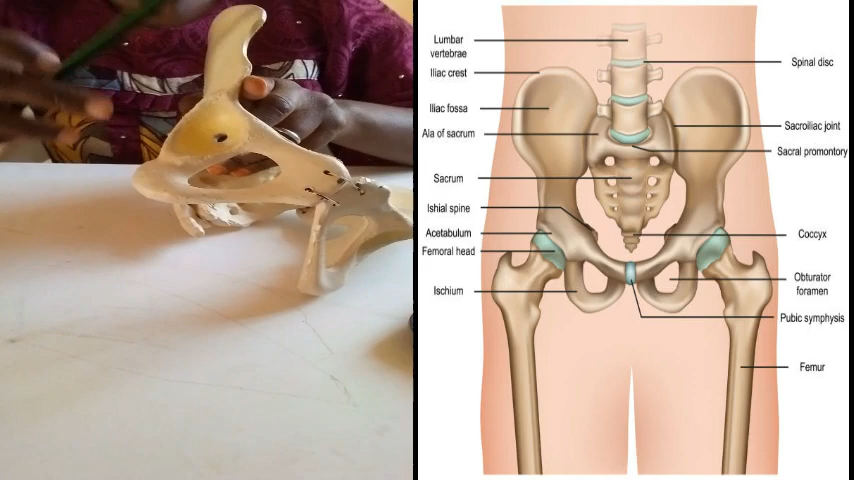 Lumbar
vertebrae
Iliac crest
Iliac fossa
Ala of sacrum
Sacrum
Ishial spine
Acetabulum
Femoral head
Ischium
Spinal disc
Sacroiliac joint
Sacral promontory
Coccyx
Obturator
foramen
Pubic symphysis
Femur